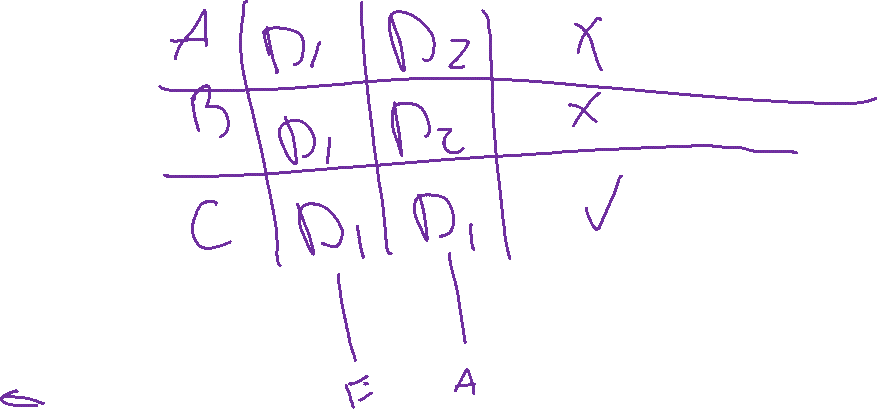 A D1 D2 X
B D1 D2 X
C D1 D1 ✓
E A